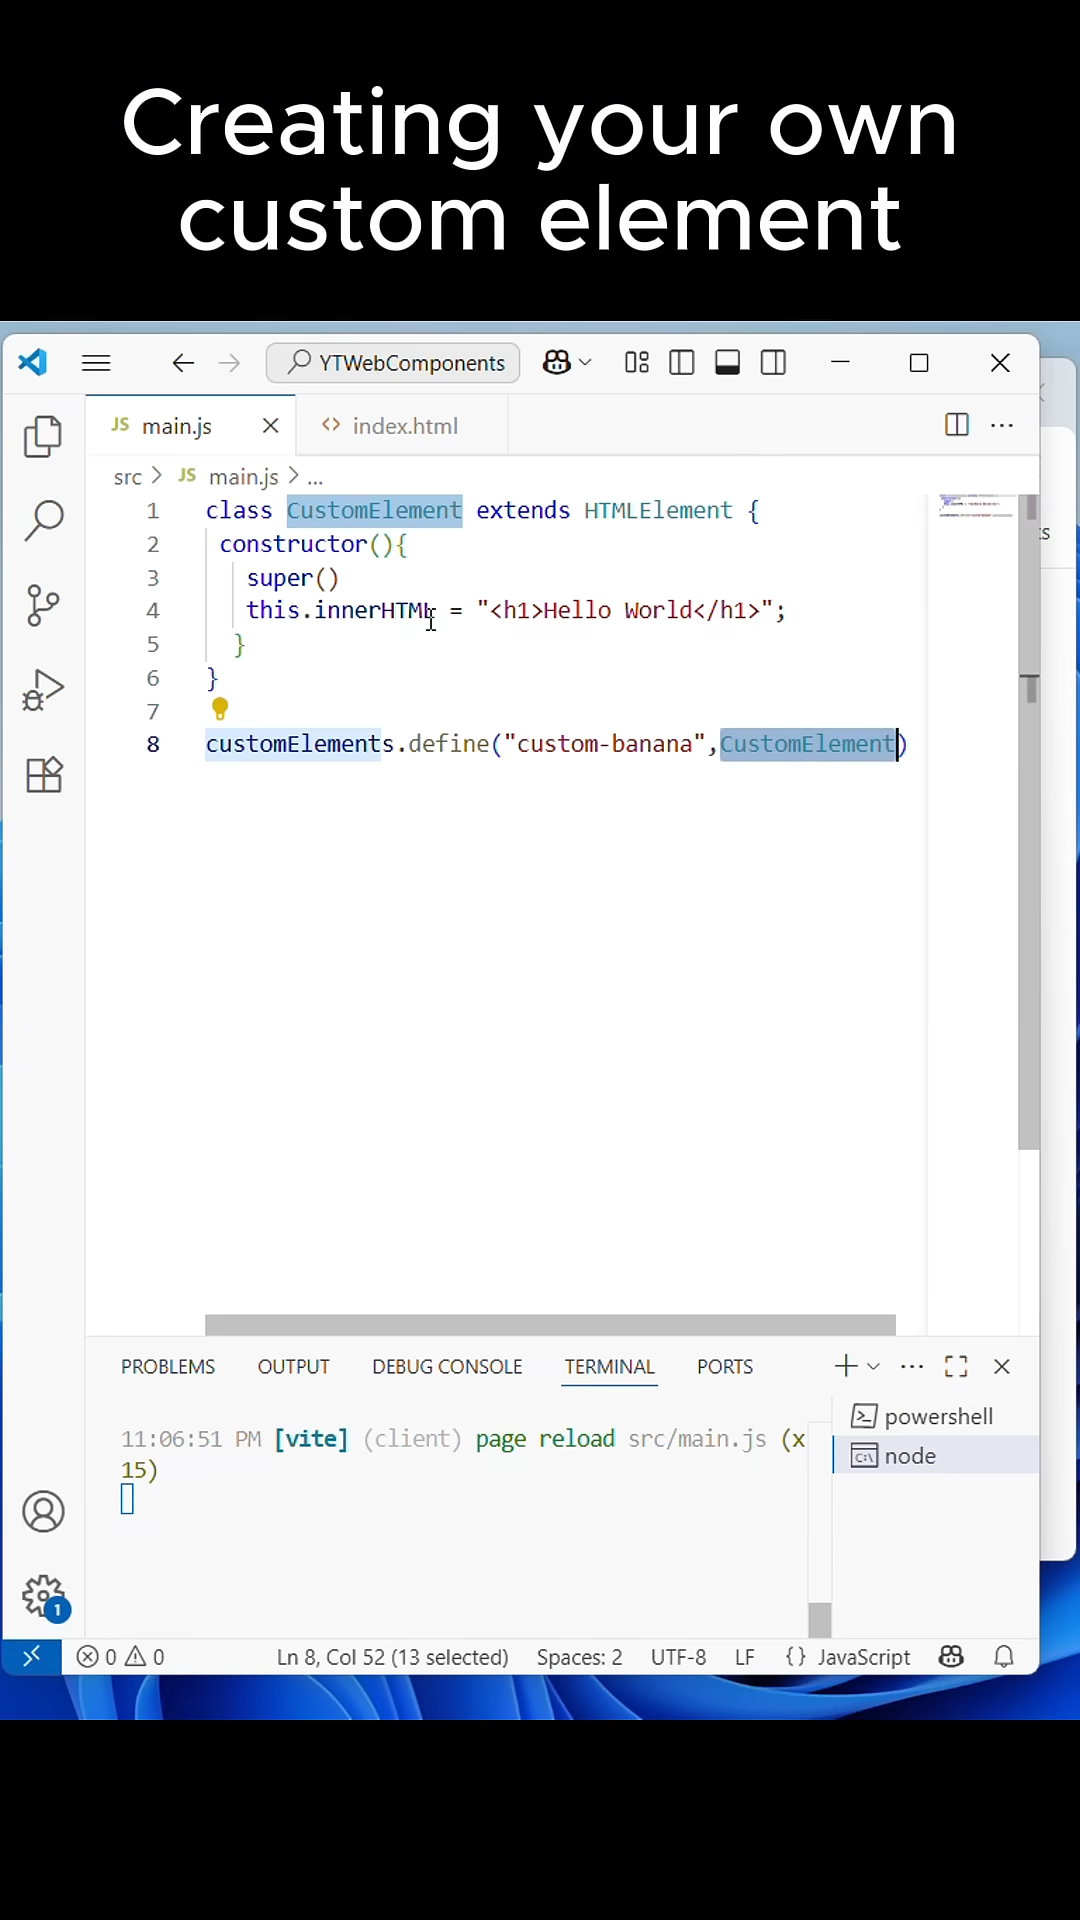 Creating your own
custom element
YTWebComponents
JS main.js
<> index.html
src > JS main.js > ...
1 class CustomElement extends HTMLElement {
2 constructor(){
3 super()
4 this.innerHTML = "<h1>Hello World</h1>";
5 }
6 }
7
8 customElements.define("custom-banana",CustomElement)
PROBLEMS OUTPUT DEBUG CONSOLE TERMINAL PORTS
11:06:51 PM [vite] (client) page reload src/main.js (x
15)
powershell
node
1
0 0 Ln 8, Col 52 (13 selected) Spaces: 2 UTF-8 LF {} JavaScript